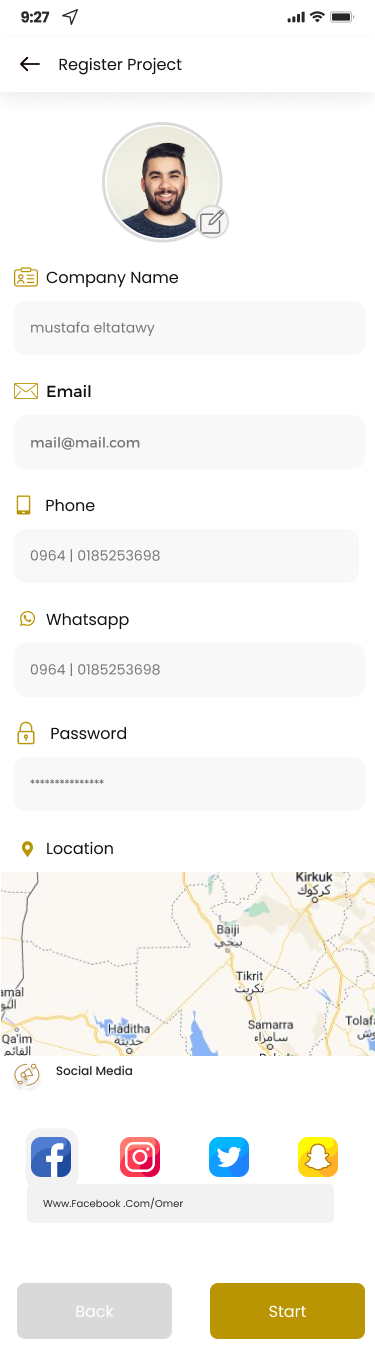 9:27
Register Project
Company Name
mustafa eltatawy
Email
mail@mail.com
Phone
0964 | 0185253698
Whatsapp
0964 | 0185253698
Password
***************
Location
Kirkuk
كركوك
Baiji
بيجي
Tikrit
تكريت
Haditha
حديثة
Samarra
سامراء
Qa'im
القائم
Social Media
Www.Facebook .Com/Omer
Back
Start